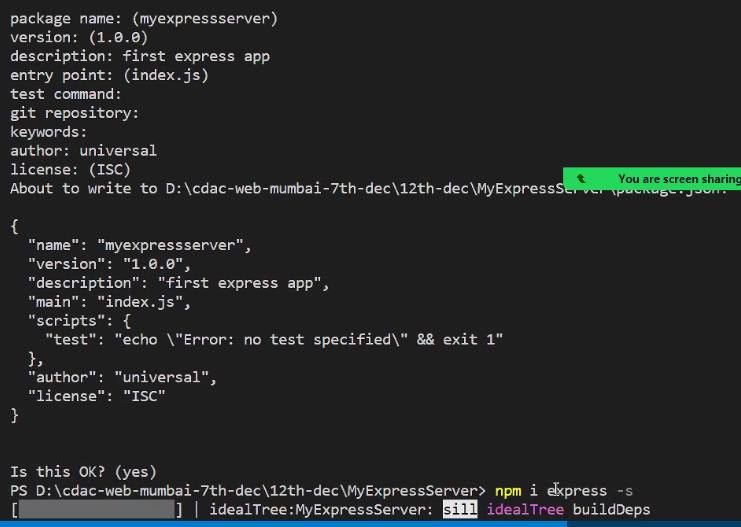 package name: (myexpressserver)
version: (1.0.0)
description: first express app
entry point: (index.js)
test command:
git repository:
keywords:
author: universal
license: (ISC)
You are screen sharing
About to write to D:\cdac-web-mumbai-7th-dec\12th-dec\MyExpressServer\package.json:
{
  "name": "myexpressserver",
  "version": "1.0.0",
  "description": "first express app",
  "main": "index.js",
  "scripts": {
    "test": "echo \"Error: no test specified\" && exit 1"
  },
  "author": "universal",
  "license": "ISC"
}
Is this OK? (yes)
PS D:\cdac-web-mumbai-7th-dec\12th-dec\MyExpressServer> npm i express -s
[                  ] | idealTree:MyExpressServer: sill idealTree buildDeps